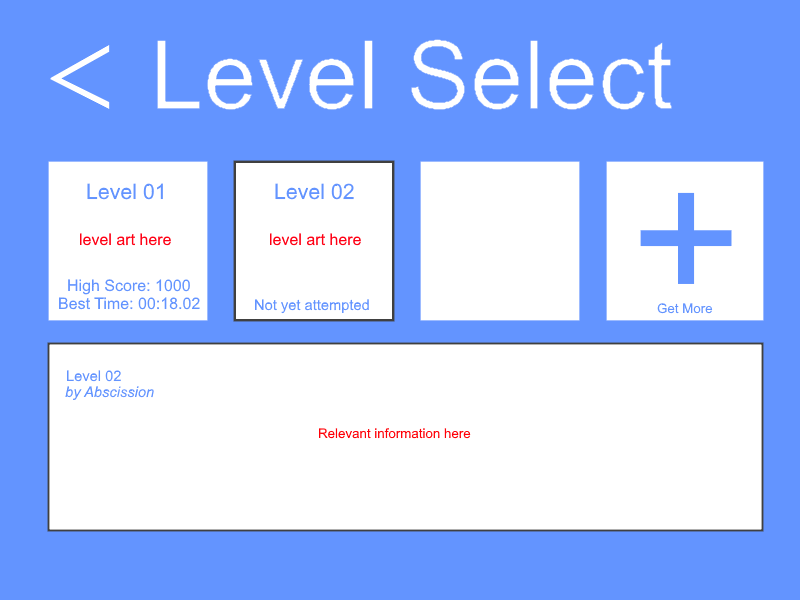 < Level Select
Level 01
level art here
High Score: 1000
Best Time: 00:18.02
Level 02
level art here
Not yet attempted
Get More
Level 02
by Abscission
Relevant information here